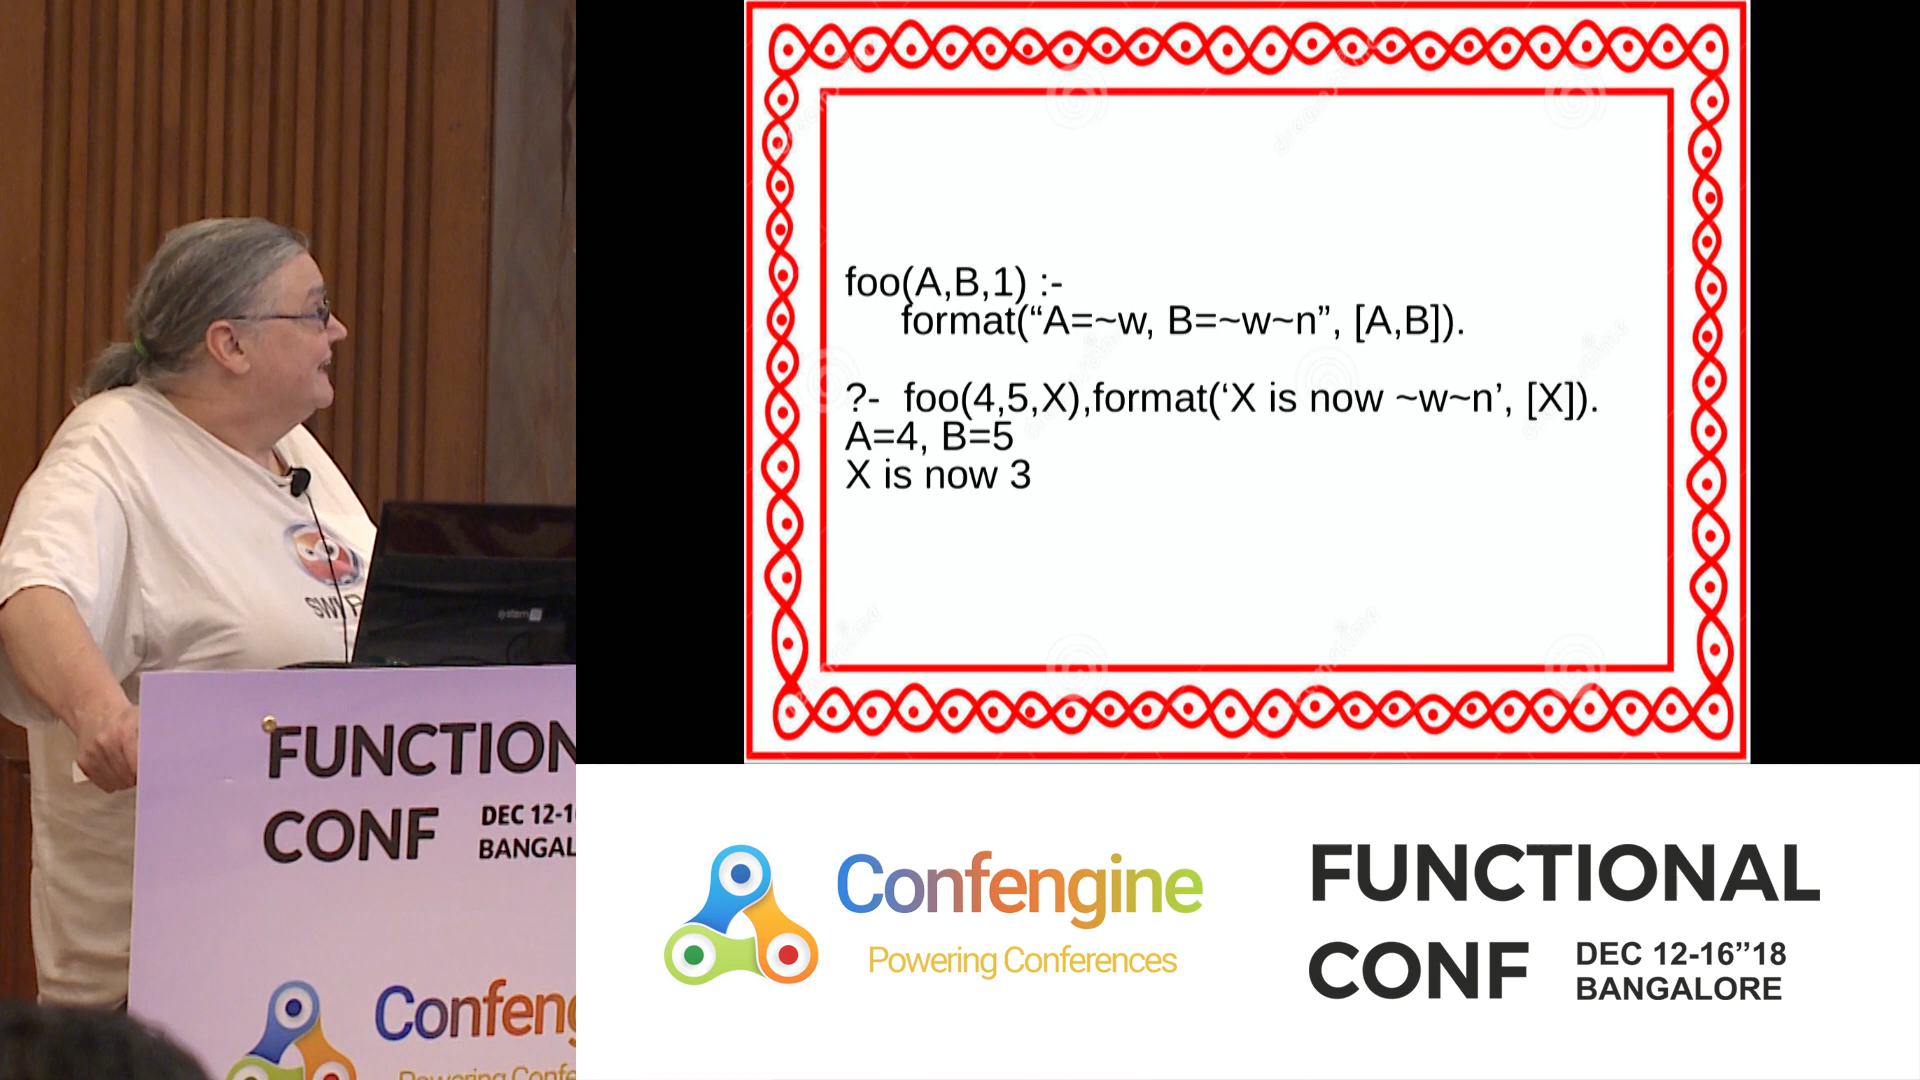 foo(A,B,1) :-
format(“A=~w, B=~w~n”, [A,B]).
?- foo(4,5,X),format(‘X is now ~w~n’, [X]).
A=4, B=5
X is now 3
system
FUNCTION
CONF
DEC 12-1
BANGAL
Confeng
Confengine
Powering Conferences
FUNCTIONAL
CONF
DEC 12-16”18
BANGALORE